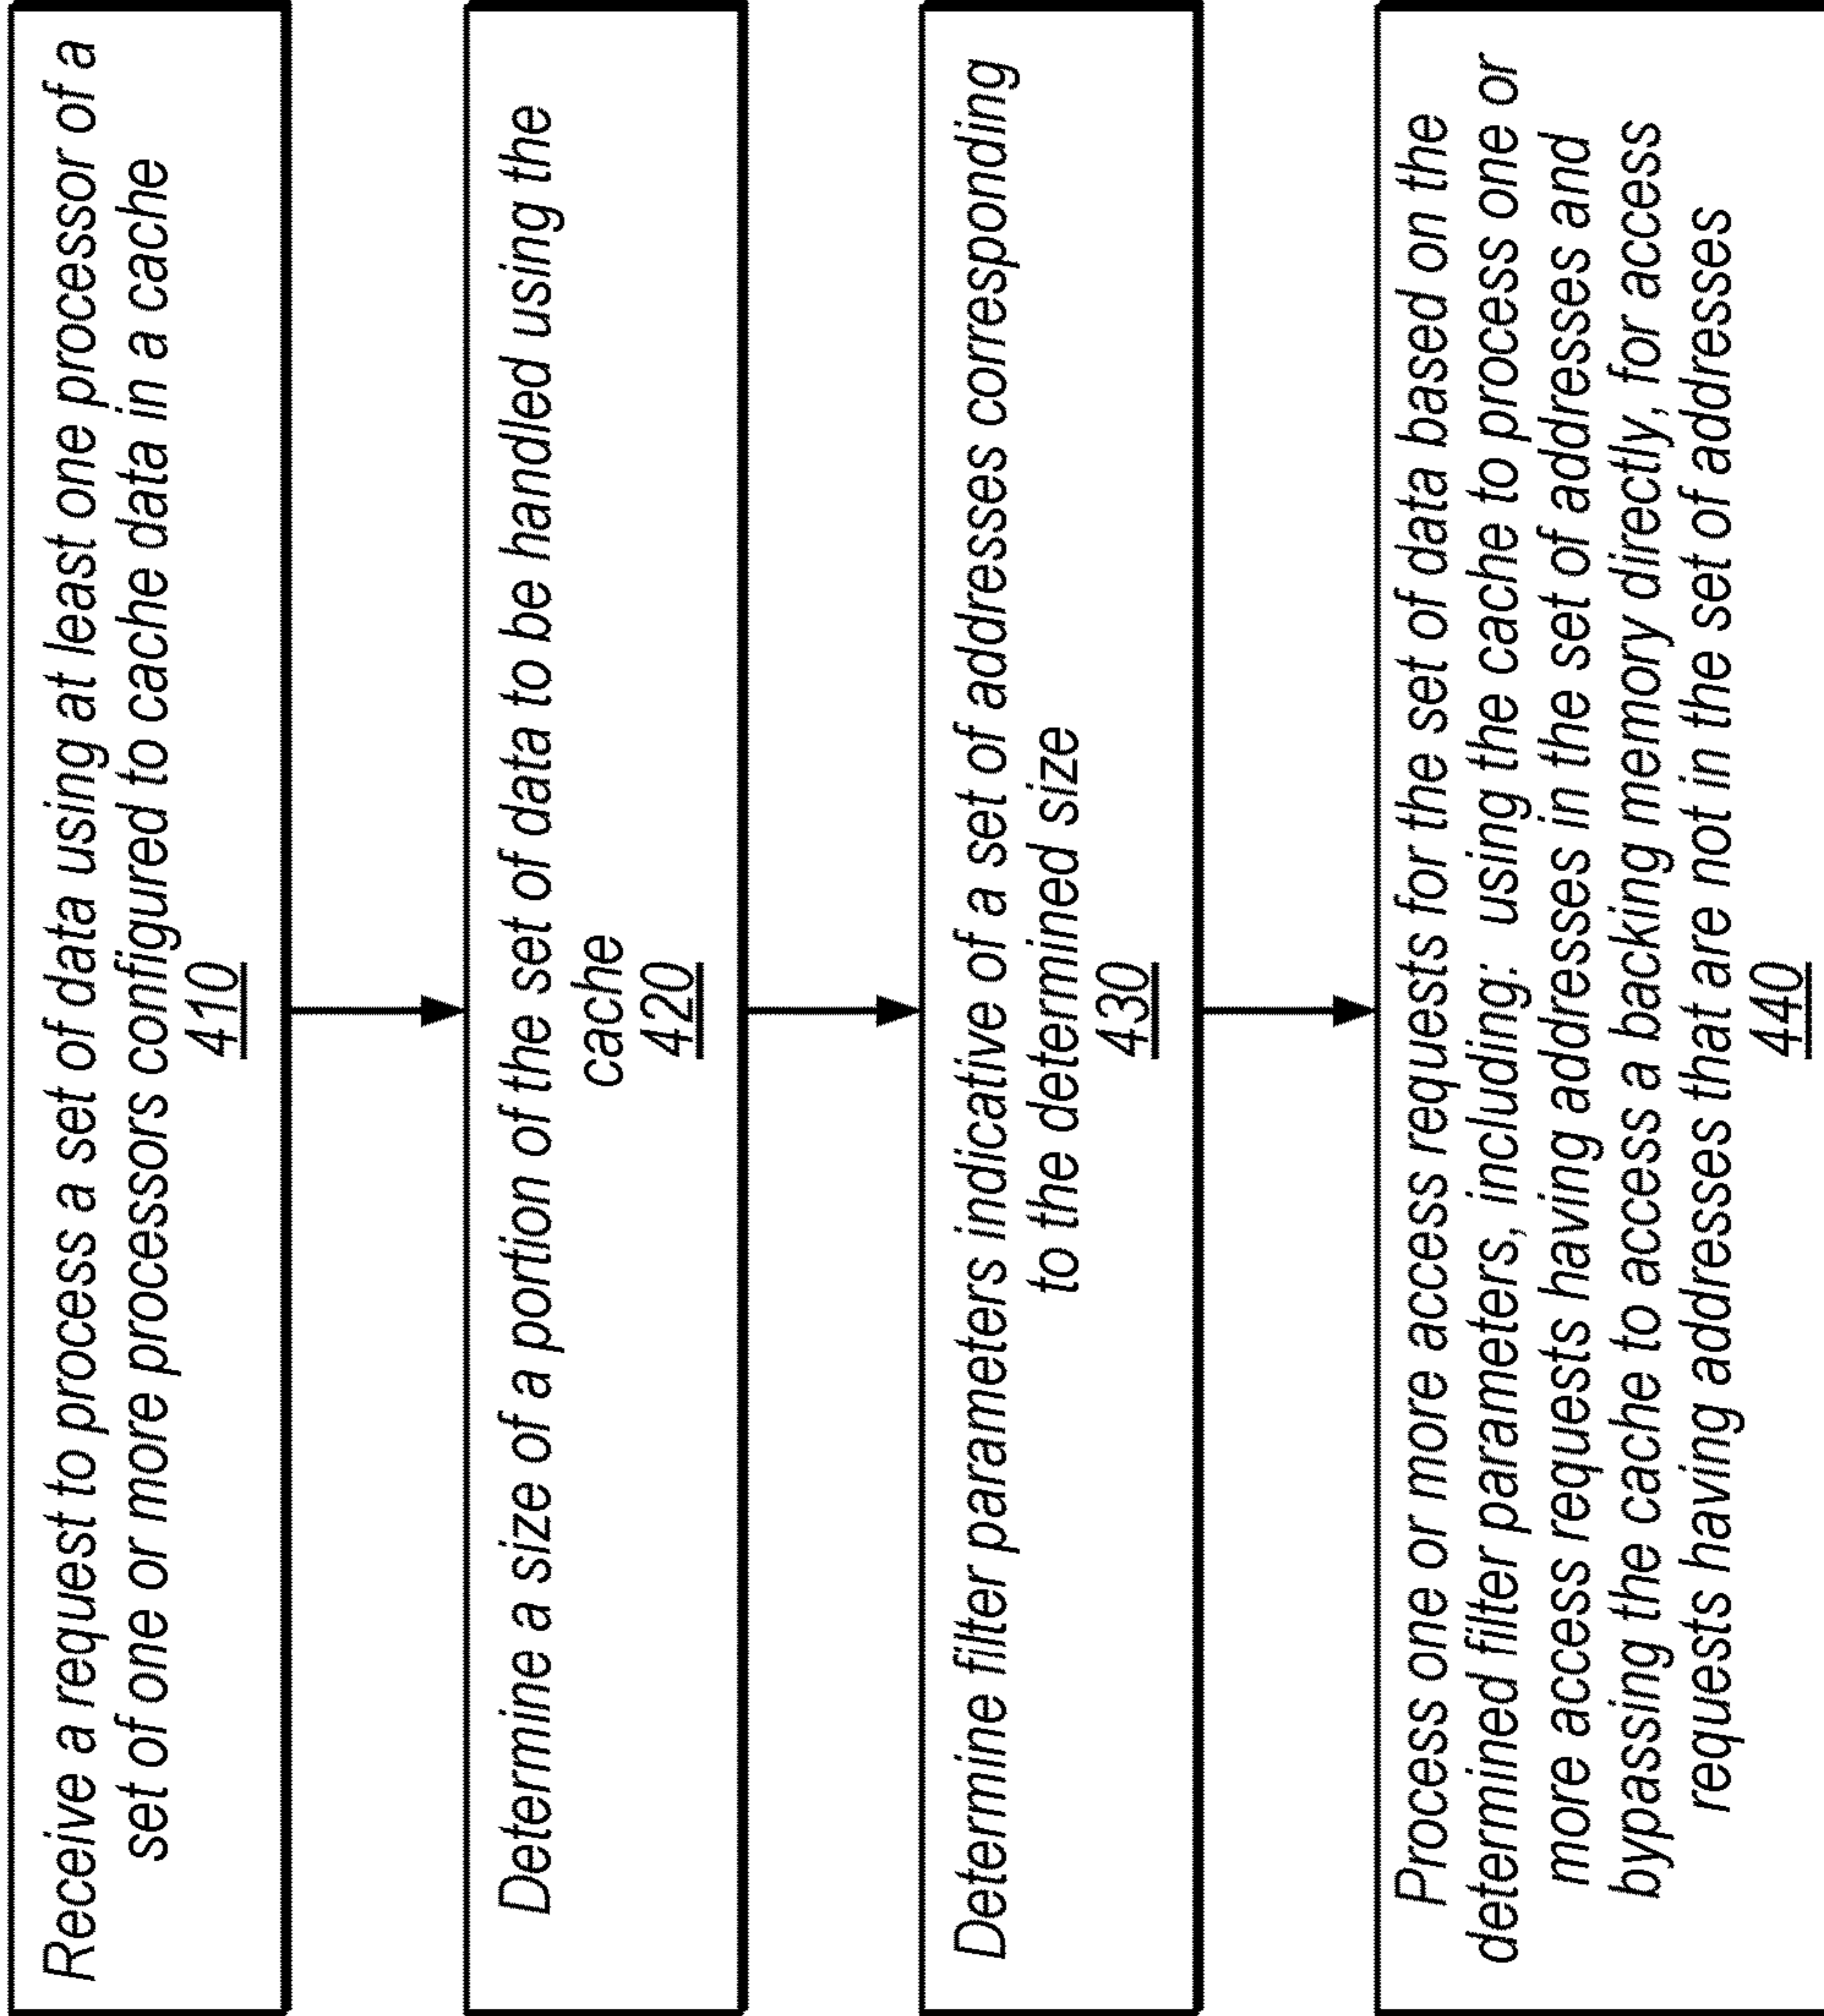 Receive a request to process a set of data using at least one processor of a
set of one or more processors configured to cache data in a cache
410
Determine a size of a portion of the set of data to be handled using the
cache
420
Determine filter parameters indicative of a set of addresses corresponding
to the determined size
430
Process one or more access requests for the set of data based on the
determined filter parameters, including: using the cache to process one or
more access requests having addresses in the set of addresses and
bypassing the cache to access a backing memory directly, for access
requests having addresses that are not in the set of addresses
440